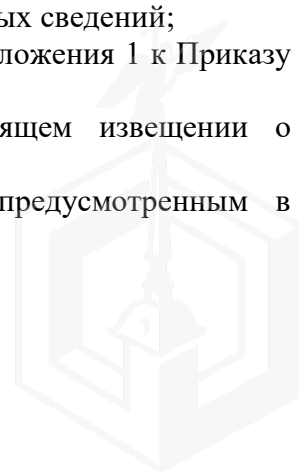 ых сведений;
ложения 1 к Приказу
ящем извещении о
предусмотренным в